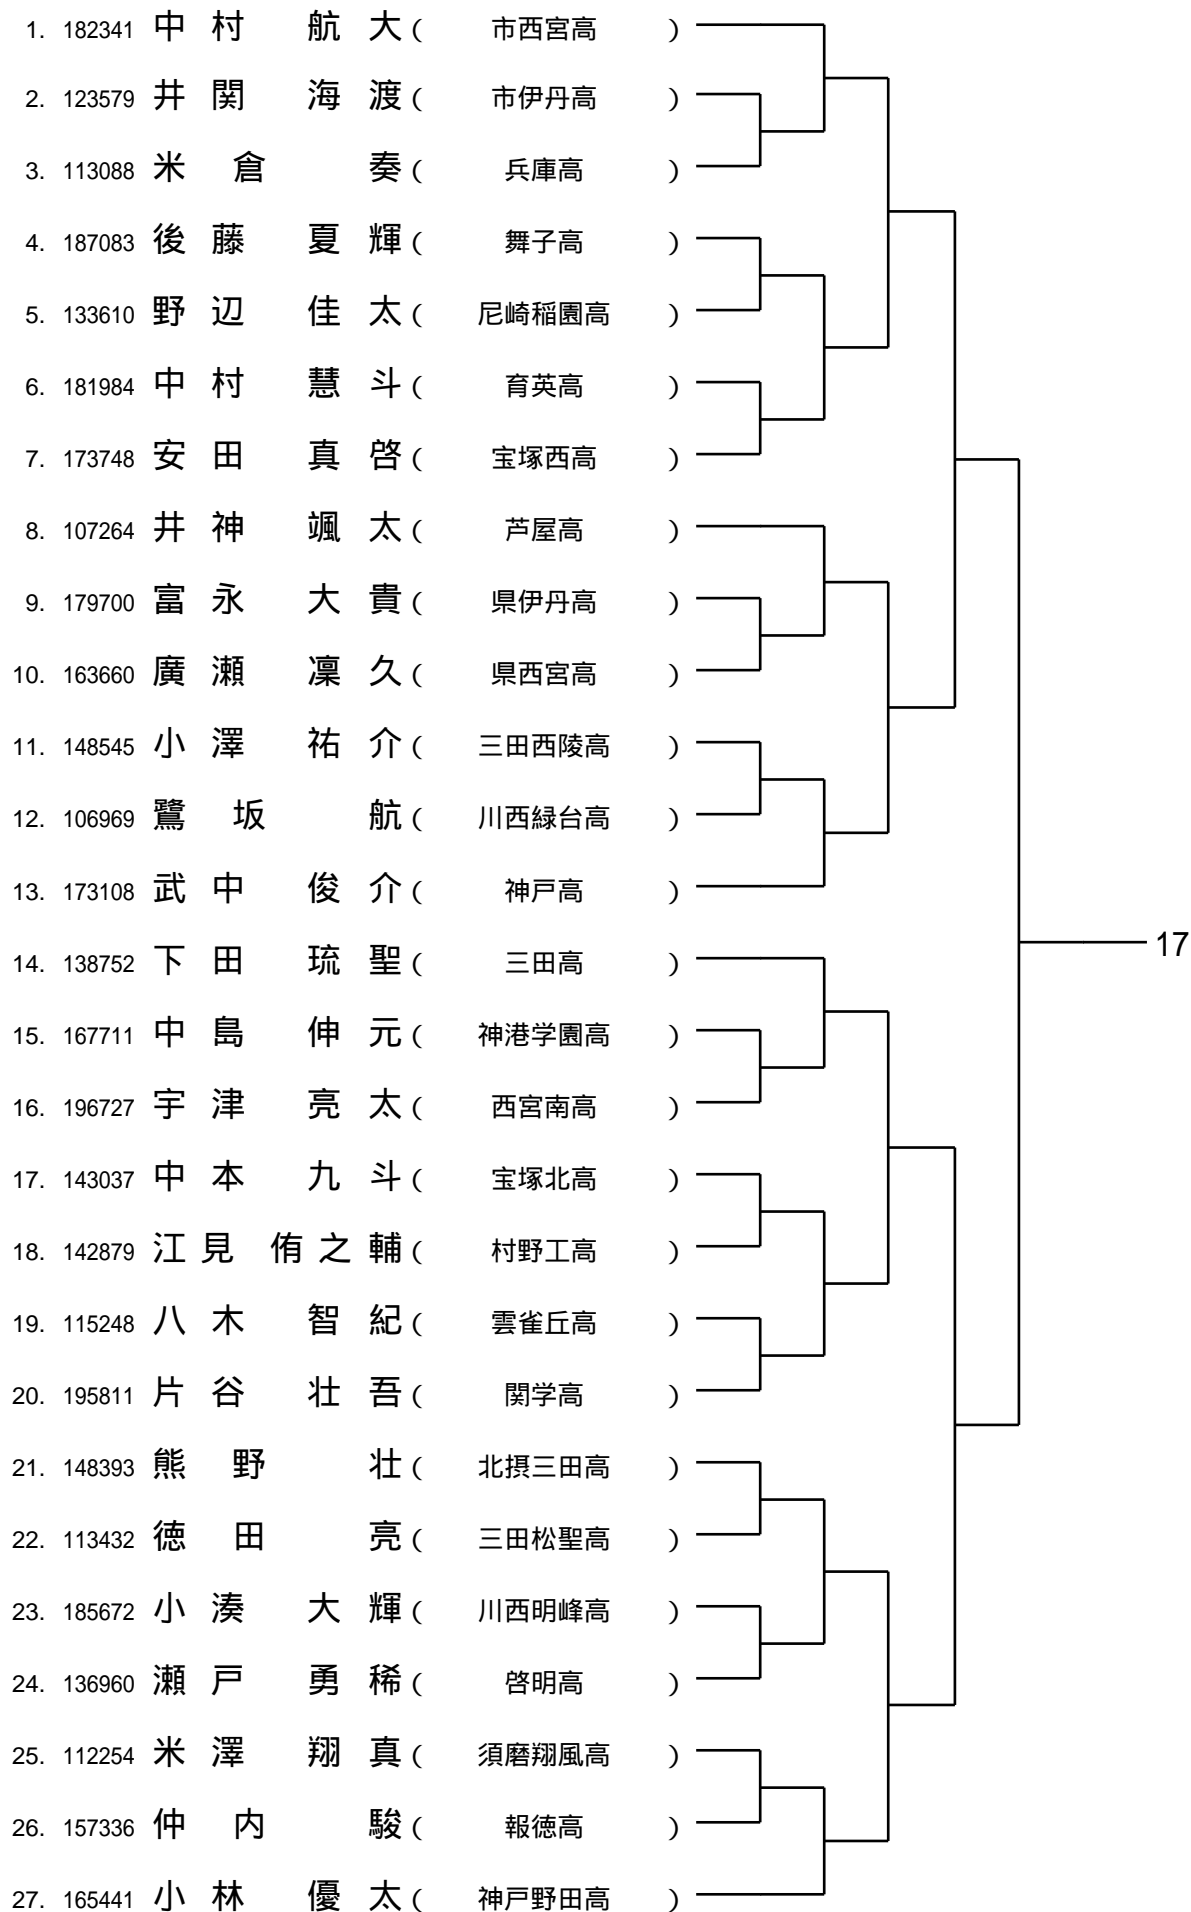 1. 182341 中村 航大 ( 市西宮高 )
2. 123579 井関 海渡 ( 市伊丹高 )
3. 113088 米倉 奏 ( 兵庫高 )
4. 187083 後藤 夏輝 ( 舞子高 )
5. 133610 野辺 佳太 ( 尼崎稲園高 )
6. 181984 中村 慧斗 ( 育英高 )
7. 173748 安田 真啓 ( 宝塚西高 )
8. 107264 井神 颯太 ( 芦屋高 )
9. 179700 富永 大貴 ( 県伊丹高 )
10. 163660 廣瀬 凜久 ( 県西宮高 )
11. 148545 小澤 祐介 ( 三田西陵高 )
12. 106969 鷺坂 航 ( 川西緑台高 )
13. 173108 武中 俊介 ( 神戸高 )
17
14. 138752 下田 琉聖 ( 三田高 )
15. 167711 中島 伸元 ( 神港学園高 )
16. 196727 宇津 亮太 ( 西宮南高 )
17. 143037 中本 九斗 ( 宝塚北高 )
18. 142879 江見 侑之輔 ( 村野工高 )
19. 115248 八木 智紀 ( 雲雀丘高 )
20. 195811 片谷 壮吾 ( 関学高 )
21. 148393 熊野 壮 ( 北摂三田高 )
22. 113432 徳田 亮 ( 三田松聖高 )
23. 185672 小湊 大輝 ( 川西明峰高 )
24. 136960 瀬戸 勇稀 ( 啓明高 )
25. 112254 米澤 翔真 ( 須磨翔風高 )
26. 157336 仲内 駿 ( 報徳高 )
27. 165441 小林 優太 ( 神戸野田高 )